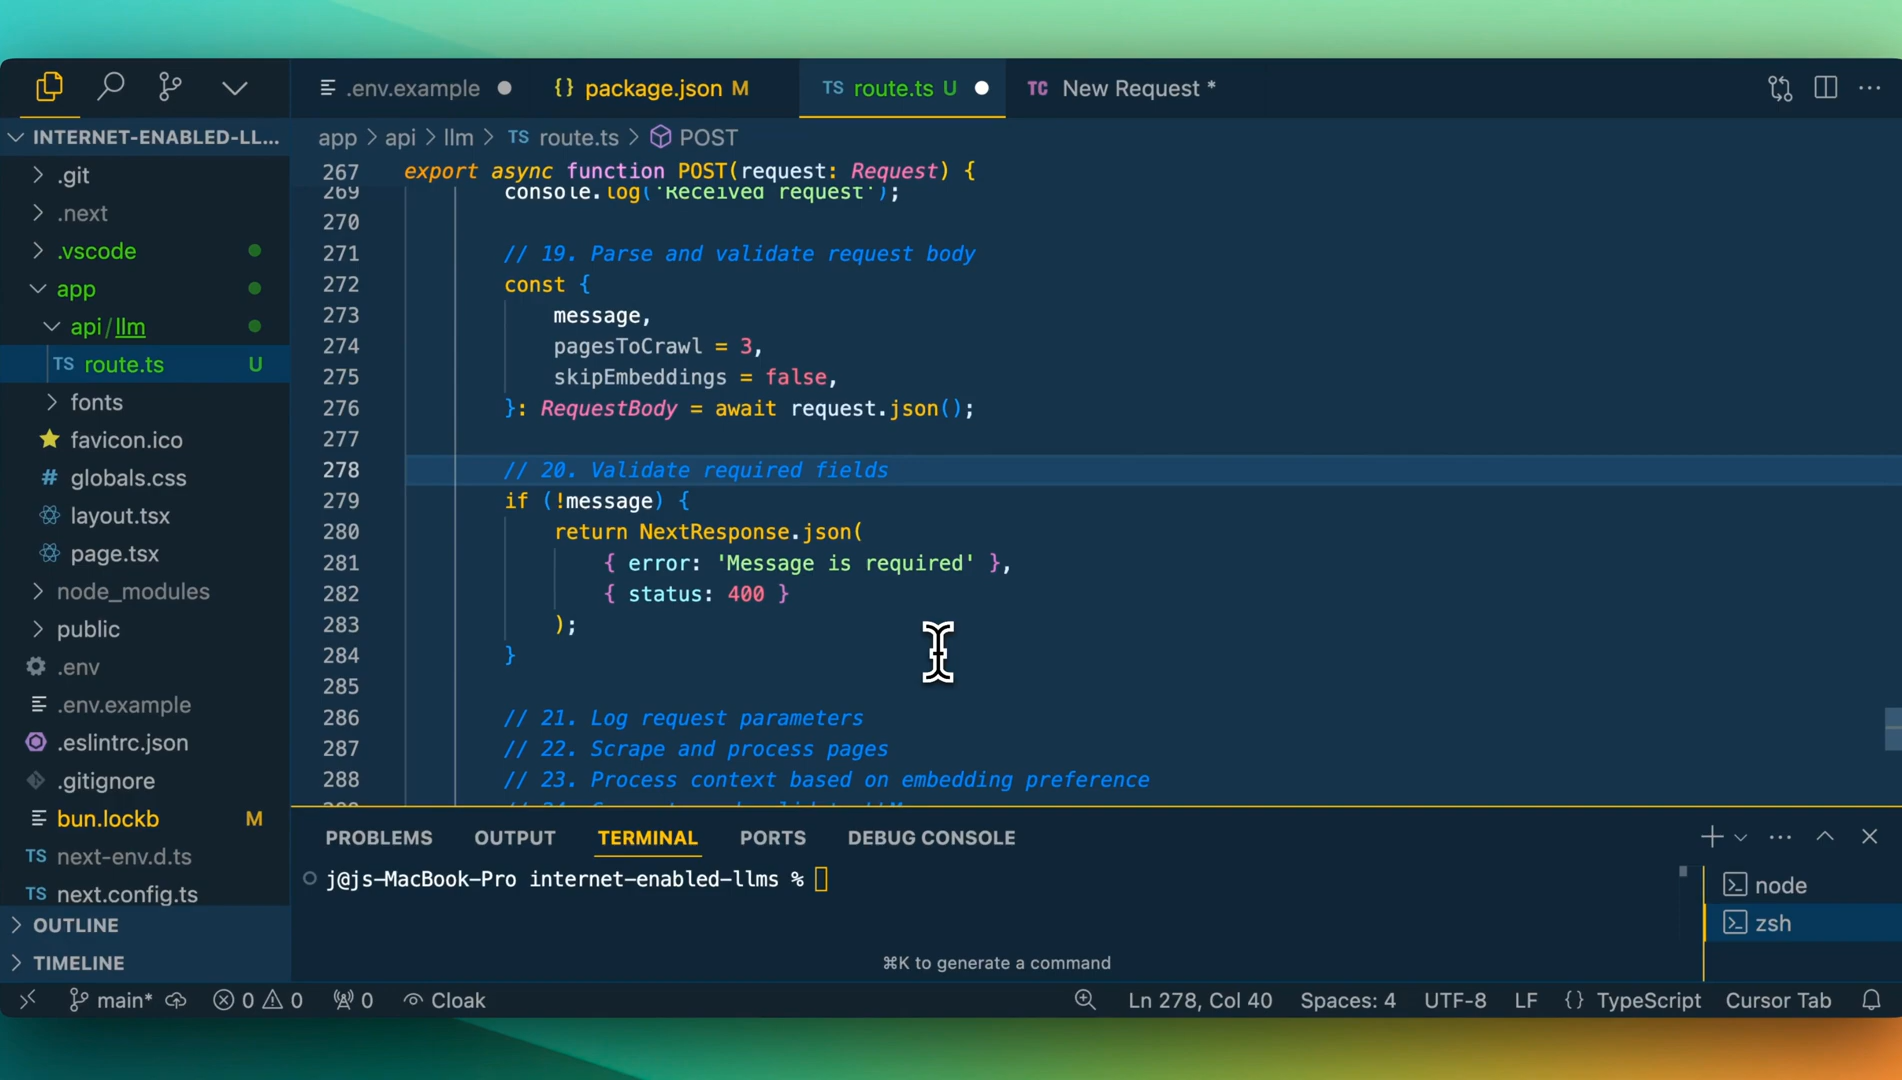 .env.example
{} package.json M
TS route.ts U
TC New Request *
INTERNET-ENABLED-LL...
.git
.next
.vscode
app
api/llm
TS route.ts U
fonts
favicon.ico
# globals.css
layout.tsx
page.tsx
node_modules
public
.env
.env.example
.eslintrc.json
.gitignore
bun.lockb M
TS next-env.d.ts
TS next.config.ts
OUTLINE
TIMELINE
app > api > llm > TS route.ts > POST
267 export async function POST(request: Request) {
269 console.log('Received request');
270
271 // 19. Parse and validate request body
272 const {
273 message,
274 pagesToCrawl = 3,
275 skipEmbeddings = false,
276 }: RequestBody = await request.json();
277
278 // 20. Validate required fields
279 if (!message) {
280 return NextResponse.json(
281 { error: 'Message is required' },
282 { status: 400 }
283 );
284 }
285
286 // 21. Log request parameters
287 // 22. Scrape and process pages
288 // 23. Process context based on embedding preference
PROBLEMS OUTPUT TERMINAL PORTS DEBUG CONSOLE
j@js-MacBook-Pro internet-enabled-llms %
node
zsh
⌘K to generate a command
main* 0 0 0 Cloak Ln 278, Col 40 Spaces: 4 UTF-8 LF {} TypeScript Cursor Tab